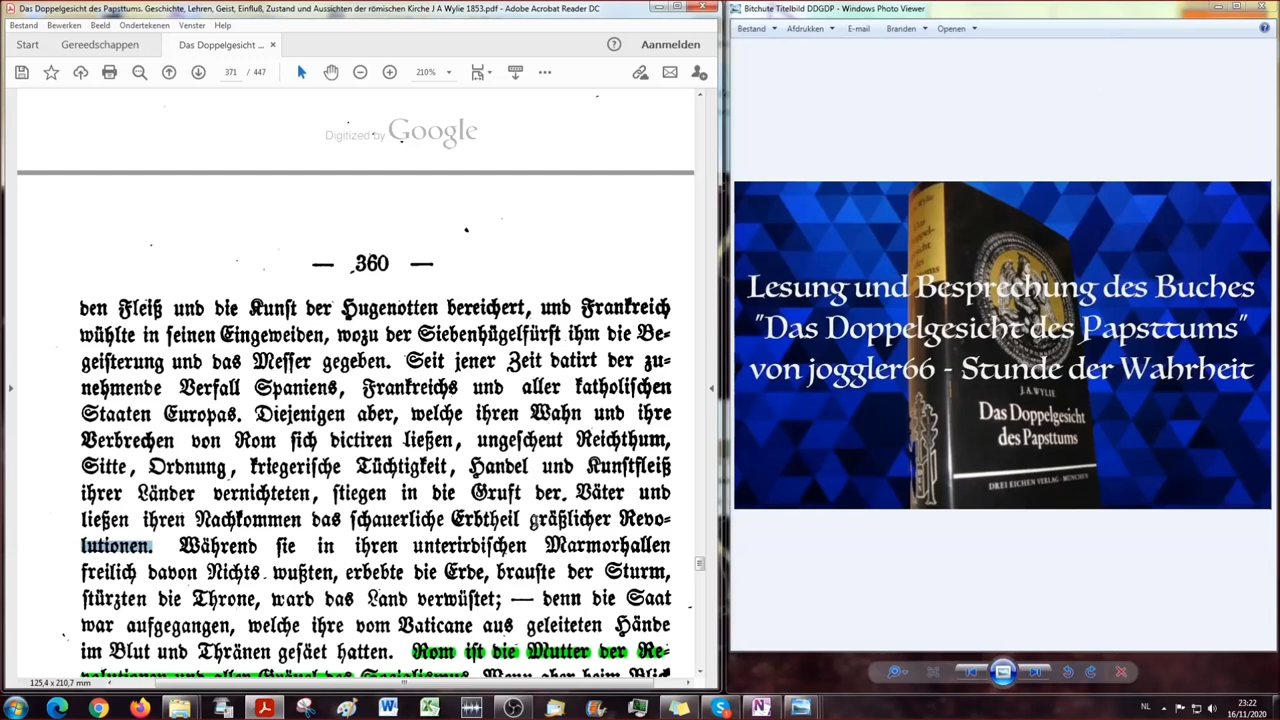 Das Doppelgesicht des Papsttums. Geschichte, Lehren, Geist, Einfluß, Zustand und Aussichten der römischen Kirche J A Wylie 1853.pdf - Adobe Acrobat Reader DC
Bestand Bewerken Beeld Ondertekenen Venster Help
Start Gereedschappen Das Doppelgesicht ... × Aanmelden
371 / 447 210%
Digitized by Google
— 360 —
den Fleiß und die Kunst der Hugenotten bereichert, und Frankreich
wühlte in seinen Eingeweiden, wozu der Siebenhügelfürst ihm die Be-
geisterung und das Messer gegeben. Seit jener Zeit datirt der zu-
nehmende Verfall Spaniens, Frankreichs und aller katholischen
Staaten Europas. Diejenigen aber, welche ihren Wahn und ihre
Verbrechen von Rom sich dictiren ließen, ungescheut Reichthum,
Sitte, Ordnung, kriegerische Tüchtigkeit, Handel und Kunstfleiß
ihrer Länder vernichteten, stiegen in die Gruft der Väter und
ließen ihren Nachkommen das schauerliche Erbtheil gräßlicher Revo-
lutionen. Während sie in ihren unterirdischen Marmorhallen
freilich davon Nichts wußten, erbebte die Erde, brauste der Sturm,
stürzten die Throne, ward das Land verwüstet; — denn die Saat
war aufgegangen, welche ihre vom Vaticane aus geleiteten Hände
im Blut und Thränen gesäet hatten. Rom ist die Mutter der Re-
volutionen und aller Gräuel des Socialismus. Wenn aber beim Blick
125,4 x 210,7 mm
Bitchute Titelbild DDGDP - Windows Photo Viewer
Bestand Afdrukken E-mail Branden Openen
Lesung und Besprechung des Buches
"Das Doppelgesicht des Papsttums"
von joggler66 - Stunde der Wahrheit
J.A.WYLIE
Das Doppelgesicht
des Papsttums
DREI EICHEN VERLAG - MÜNCHEN
NL
23:22
16/11/2020